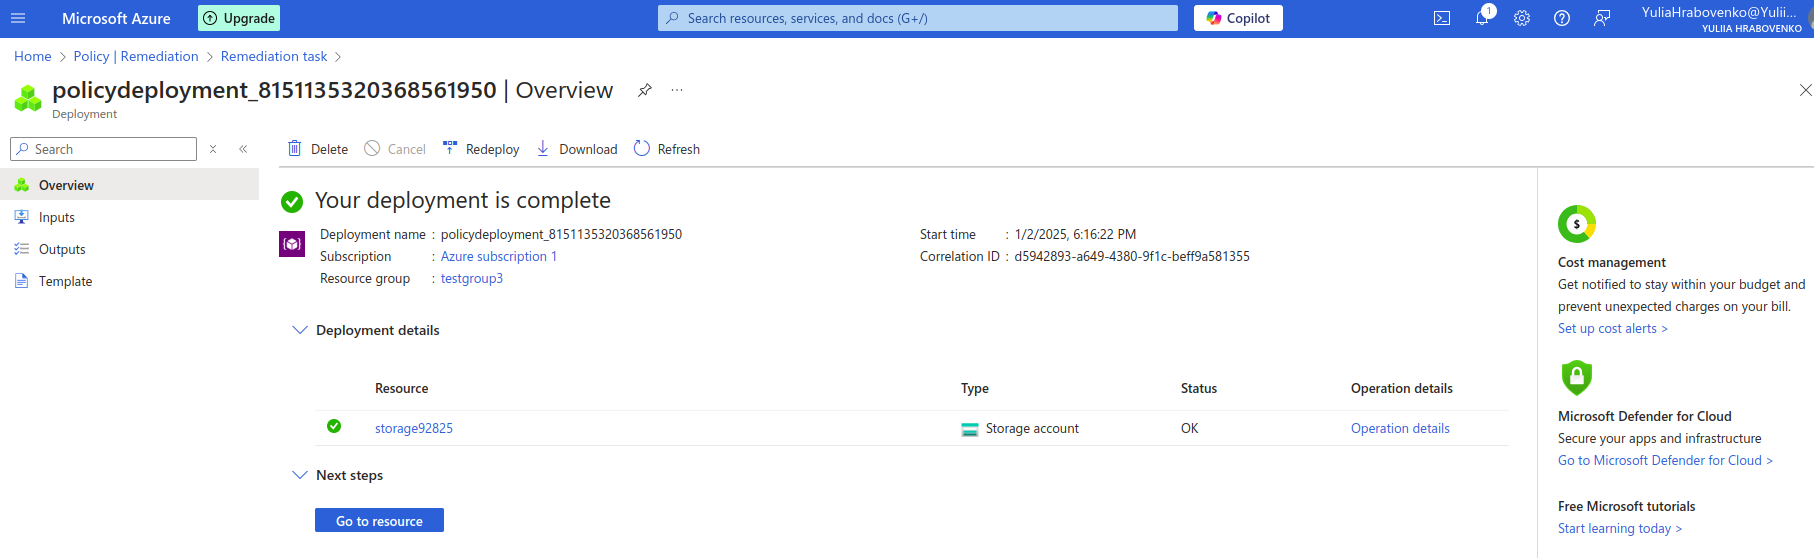 Microsoft Azure
Upgrade
Search resources, services, and docs (G+/)
Copilot
1
YuliaHrabovenko@Yulii...
YULIIA HRABOVENKO
Home > Policy | Remediation > Remediation task >
policydeployment_8151135320368561950 | Overview
...
Deployment
Search
Overview
Inputs
Outputs
Template
Delete Cancel Redeploy Download Refresh
Your deployment is complete
Deployment name : policydeployment_8151135320368561950
Subscription : Azure subscription 1
Resource group : testgroup3
Start time : 1/2/2025, 6:16:22 PM
Correlation ID : d5942893-a649-4380-9f1c-beff9a581355
Deployment details
Resource Type Status Operation details
storage92825 Storage account OK Operation details
Next steps
Go to resource
Cost management
Get notified to stay within your budget and
prevent unexpected charges on your bill.
Set up cost alerts >
Microsoft Defender for Cloud
Secure your apps and infrastructure
Go to Microsoft Defender for Cloud >
Free Microsoft tutorials
Start learning today >